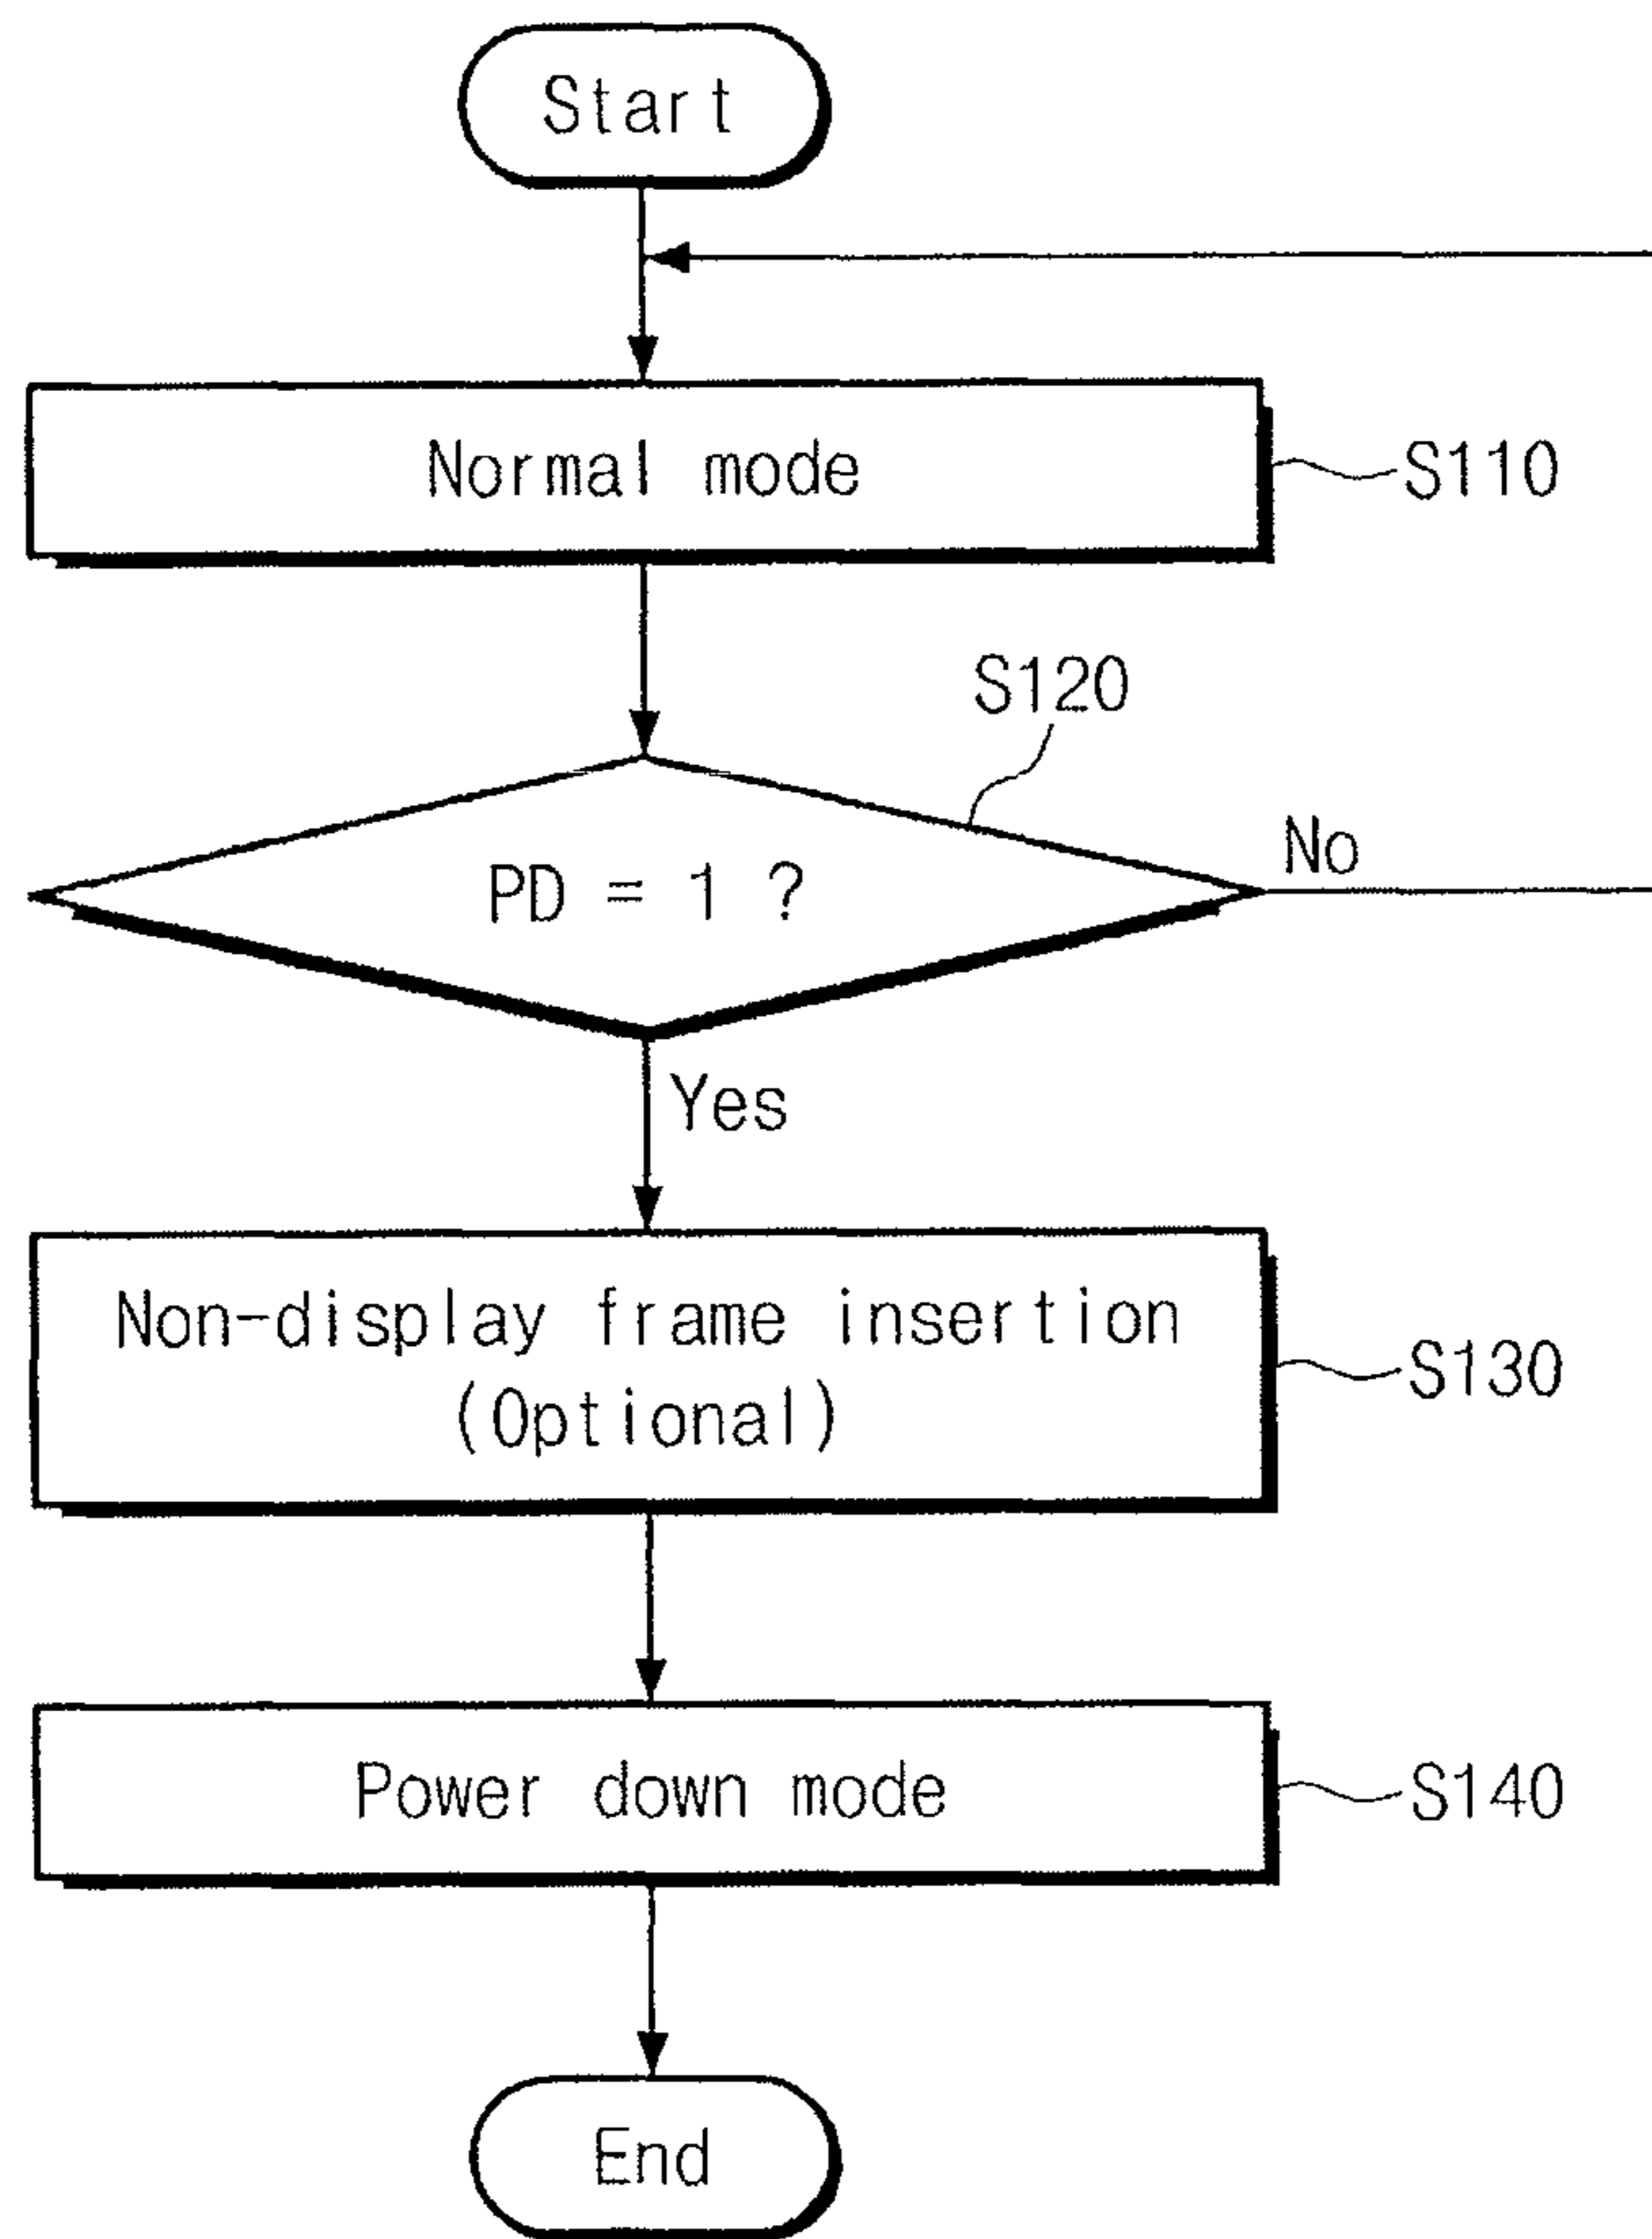 Start
Normal mode
S110
S120
PD = 1 ?
No
Yes
Non-display frame insertion
(Optional)
S130
Power down mode
S140
End